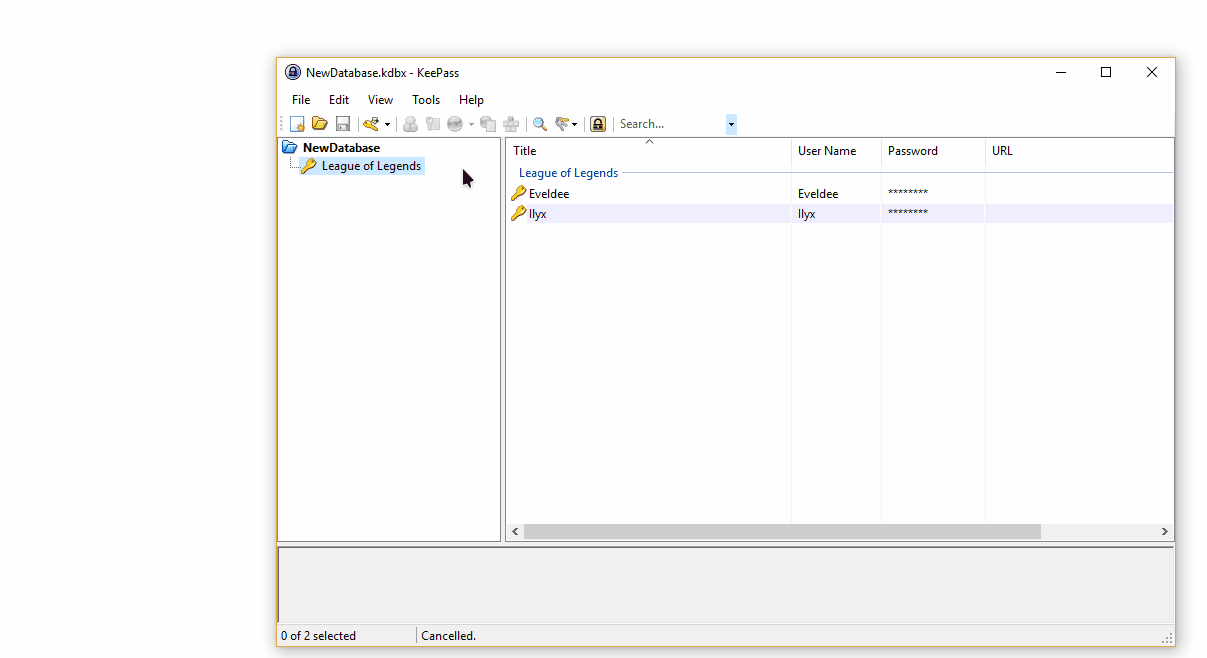 NewDatabase.kdbx - KeePass
File Edit View Tools Help
Search...
NewDatabase
League of Legends
Title User Name Password URL
League of Legends
Eveldee Eveldee ********
Ilyx Ilyx ********
0 of 2 selected Cancelled.